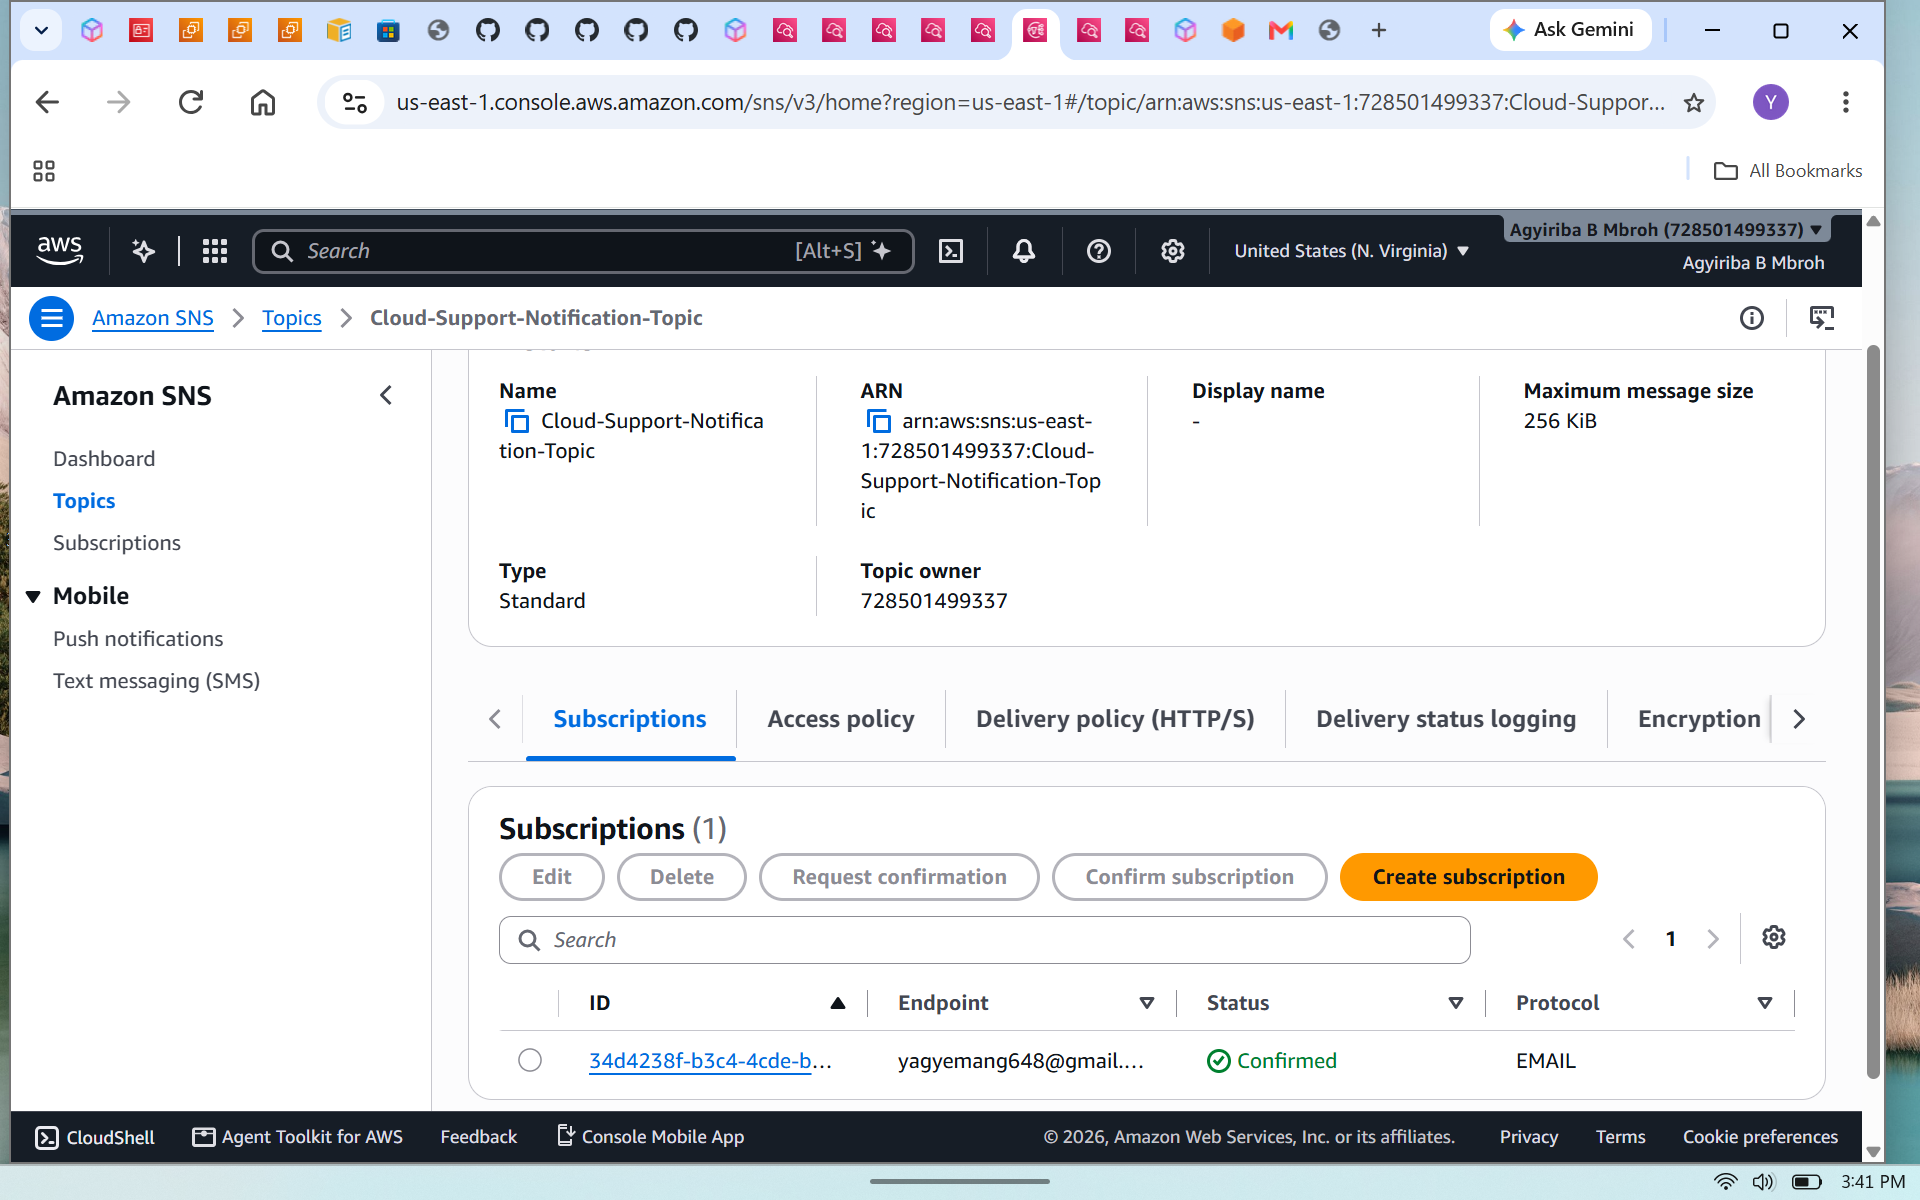 Ask Gemini
us-east-1.console.aws.amazon.com/sns/v3/home?region=us-east-1#/topic/arn:aws:sns:us-east-1:728501499337:Cloud-Suppor...
Y
All Bookmarks
aws
Search
[Alt+S]
United States (N. Virginia)
Agyiriba B Mbroh (728501499337)
Agyiriba B Mbroh
Amazon SNS
Topics
Cloud-Support-Notification-Topic
Amazon SNS
Dashboard
Topics
Subscriptions
Mobile
Push notifications
Text messaging (SMS)
Name
Cloud-Support-Notifica
tion-Topic
ARN
arn:aws:sns:us-east-
1:728501499337:Cloud-
Support-Notification-Top
ic
Display name
-
Maximum message size
256 KiB
Type
Standard
Topic owner
728501499337
Subscriptions
Access policy
Delivery policy (HTTP/S)
Delivery status logging
Encryption
Subscriptions (1)
Edit
Delete
Request confirmation
Confirm subscription
Create subscription
Search
1
ID
Endpoint
Status
Protocol
34d4238f-b3c4-4cde-b...
yagyemang648@gmail....
Confirmed
EMAIL
CloudShell
Agent Toolkit for AWS
Feedback
Console Mobile App
© 2026, Amazon Web Services, Inc. or its affiliates.
Privacy
Terms
Cookie preferences
3:41 PM